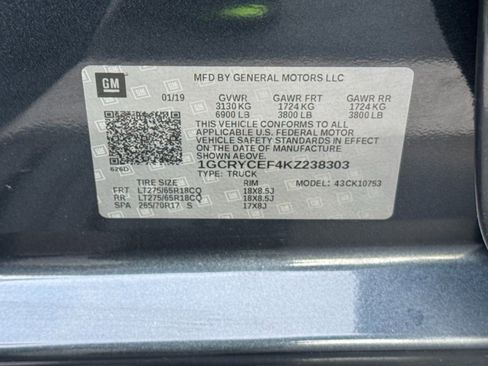 GM
MFD BY GENERAL MOTORS LLC
01/19 GVWR GAWR FRT GAWR RR
3130 KG 1724 KG 1724 KG
6900 LB 3800 LB 3800 LB
THIS VEHICLE CONFORMS TO ALL
APPLICABLE U.S. FEDERAL MOTOR
VEHICLE SAFETY STANDARDS IN EFFECT
ON THE DATE OF MANUFACTURE SHOWN ABOVE.
1GCRYCEF4KZ238303
TYPE: TRUCK
626D
TIRE SIZE RIM MODEL: 43CK10753
FRT LT275/65R18CQ 18X8.5J
RR LT275/65R18CQ 18X8.5J
SPA 265/70R17 S 17X8J